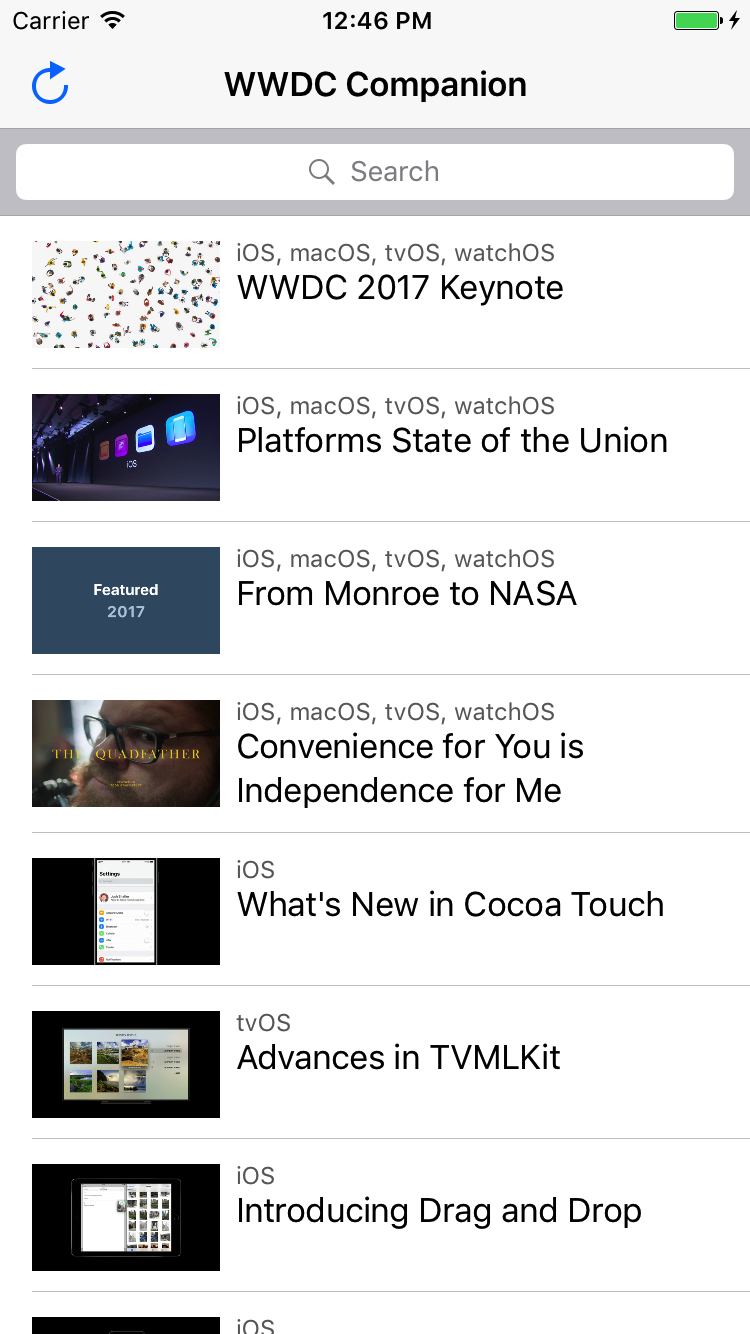 Carrier 12:46 PM
WWDC Companion
Search
iOS, macOS, tvOS, watchOS
WWDC 2017 Keynote
iOS, macOS, tvOS, watchOS
Platforms State of the Union
iOS
iOS, macOS, tvOS, watchOS
From Monroe to NASA
Featured
2017
iOS, macOS, tvOS, watchOS
Convenience for You is
Independence for Me
THE QUADFATHER
iOS
What's New in Cocoa Touch
Settings
tvOS
Advances in TVMLKit
iOS
Introducing Drag and Drop
iOS